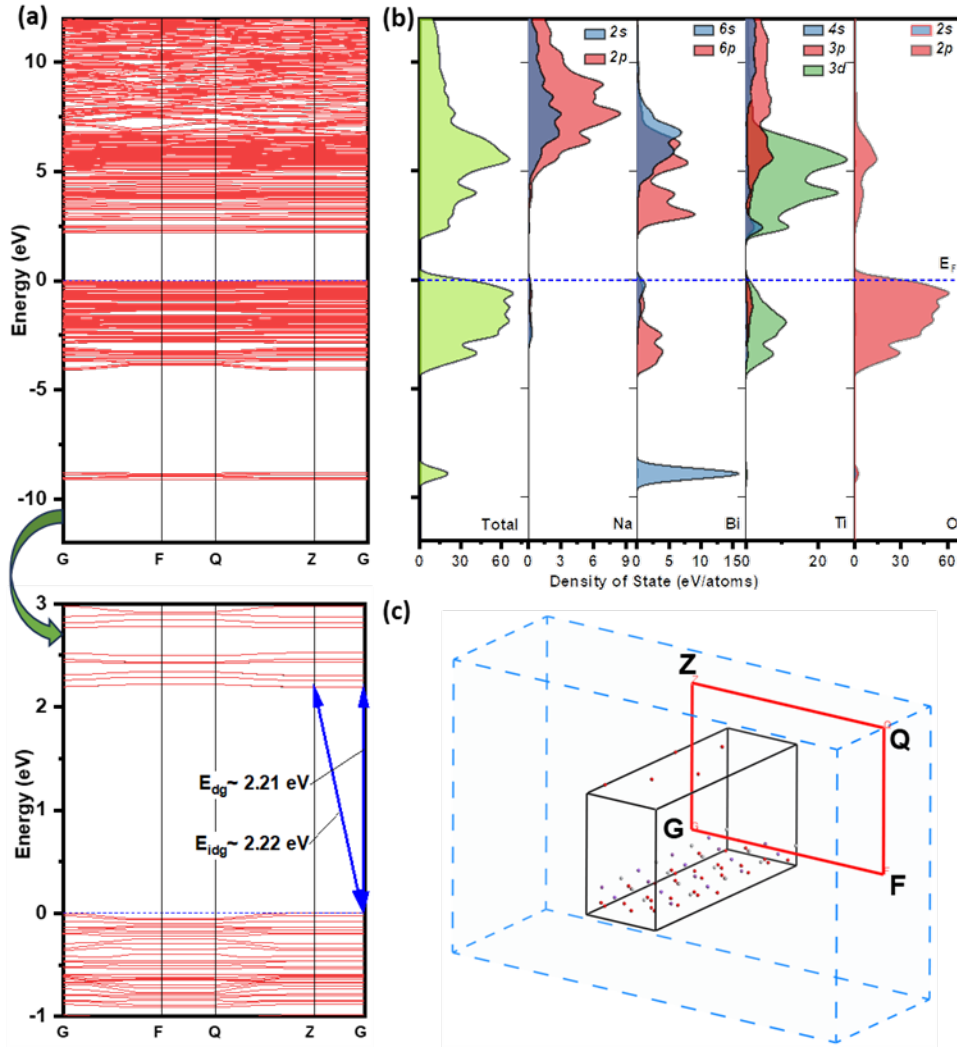 (a)
10
5
0
-5
-10
Energy (eV)
G F Q Z G
(b)
2s
2p
6s
6p
4s
3p
3d
2s
2p
E_F
Total Na Bi Ti O
0 30 60 0 3 6 9 0 5 10 15 0 20 0 20 40 60
Density of State (eV/atoms)
3
2
1
0
-1
Energy (eV)
E_dg~ 2.21 eV
E_idg~ 2.22 eV
G F Q Z G
(c)
Z
Q
G
F